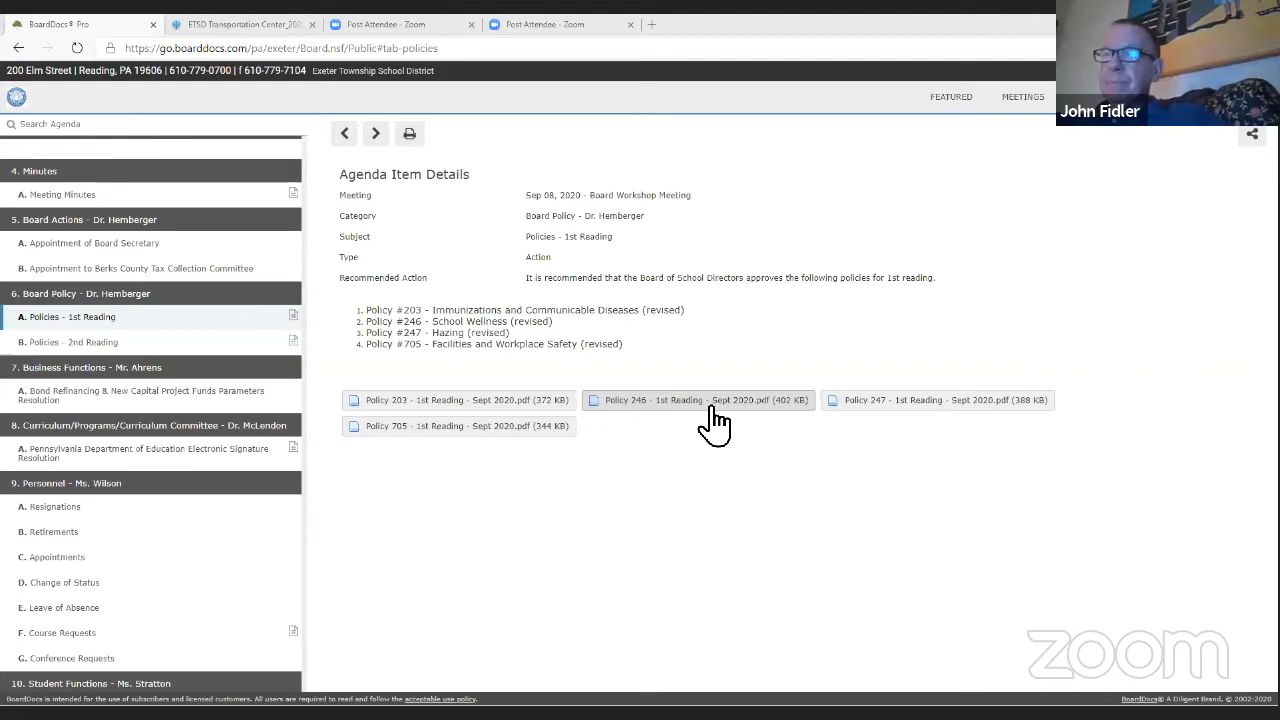 BoardDocs® Pro
ETSD Transportation Center_202
Post Attendee - Zoom
Post Attendee - Zoom
https://go.boarddocs.com/pa/exeter/Board.nsf/Public#tab-policies
200 Elm Street | Reading, PA 19606 | 610-779-0700 | f 610-779-7104 Exeter Township School District
FEATURED
MEETINGS
John Fidler
Search Agenda
4. Minutes
A. Meeting Minutes
5. Board Actions - Dr. Hemberger
A. Appointment of Board Secretary
B. Appointment to Berks County Tax Collection Committee
6. Board Policy - Dr. Hemberger
A. Policies - 1st Reading
B. Policies - 2nd Reading
7. Business Functions - Mr. Ahrens
A. Bond Refinancing & New Capital Project Funds Parameters
Resolution
8. Curriculum/Programs/Curriculum Committee - Dr. McLendon
A. Pennsylvania Department of Education Electronic Signature
Resolution
9. Personnel - Ms. Wilson
A. Resignations
B. Retirements
C. Appointments
D. Change of Status
E. Leave of Absence
F. Course Requests
G. Conference Requests
10. Student Functions - Ms. Stratton
Agenda Item Details
Meeting Sep 08, 2020 - Board Workshop Meeting
Category Board Policy - Dr. Hemberger
Subject Policies - 1st Reading
Type Action
Recommended Action It is recommended that the Board of School Directors approves the following policies for 1st reading.
1. Policy #203 - Immunizations and Communicable Diseases (revised)
2. Policy #246 - School Wellness (revised)
3. Policy #247 - Hazing (revised)
4. Policy #705 - Facilities and Workplace Safety (revised)
Policy 203 - 1st Reading - Sept 2020.pdf (372 KB)
Policy 246 - 1st Reading - Sept 2020.pdf (402 KB)
Policy 247 - 1st Reading - Sept 2020.pdf (388 KB)
Policy 705 - 1st Reading - Sept 2020.pdf (344 KB)
zoom
BoardDocs is intended for the use of subscribers and licensed customers. All users are required to read and follow the acceptable use policy.
BoardDocs® A Diligent Brand, © 2002-2020